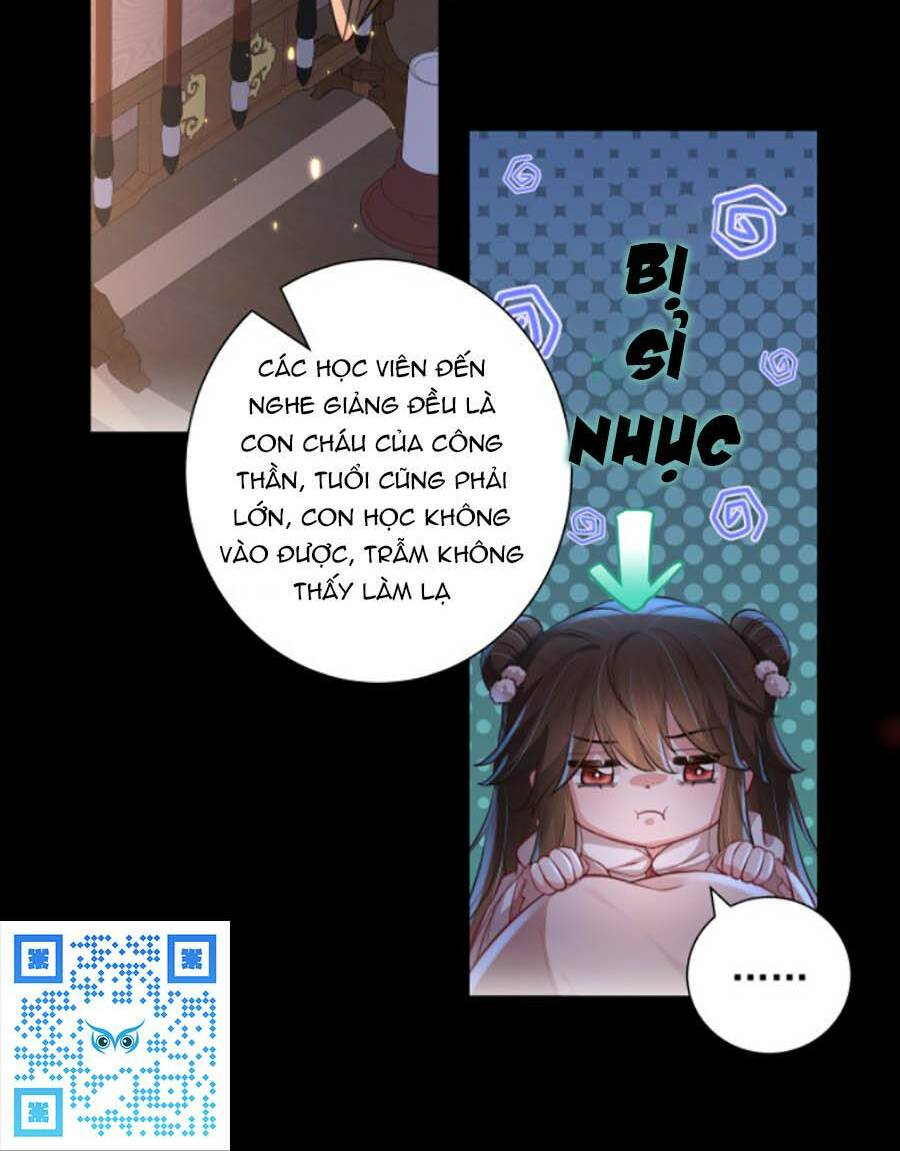 BỊ
SỈ
NHỤC
CÁC HỌC VIÊN ĐẾN
NGHE GIẢNG ĐỀU LÀ
CON CHÁU CỦA CÔNG
THẦN, TUỔI CŨNG PHẢI
LỚN, CON HỌC KHÔNG
VÀO ĐƯỢC, TRẪM KHÔNG
THẤY LÀM LẠ
......